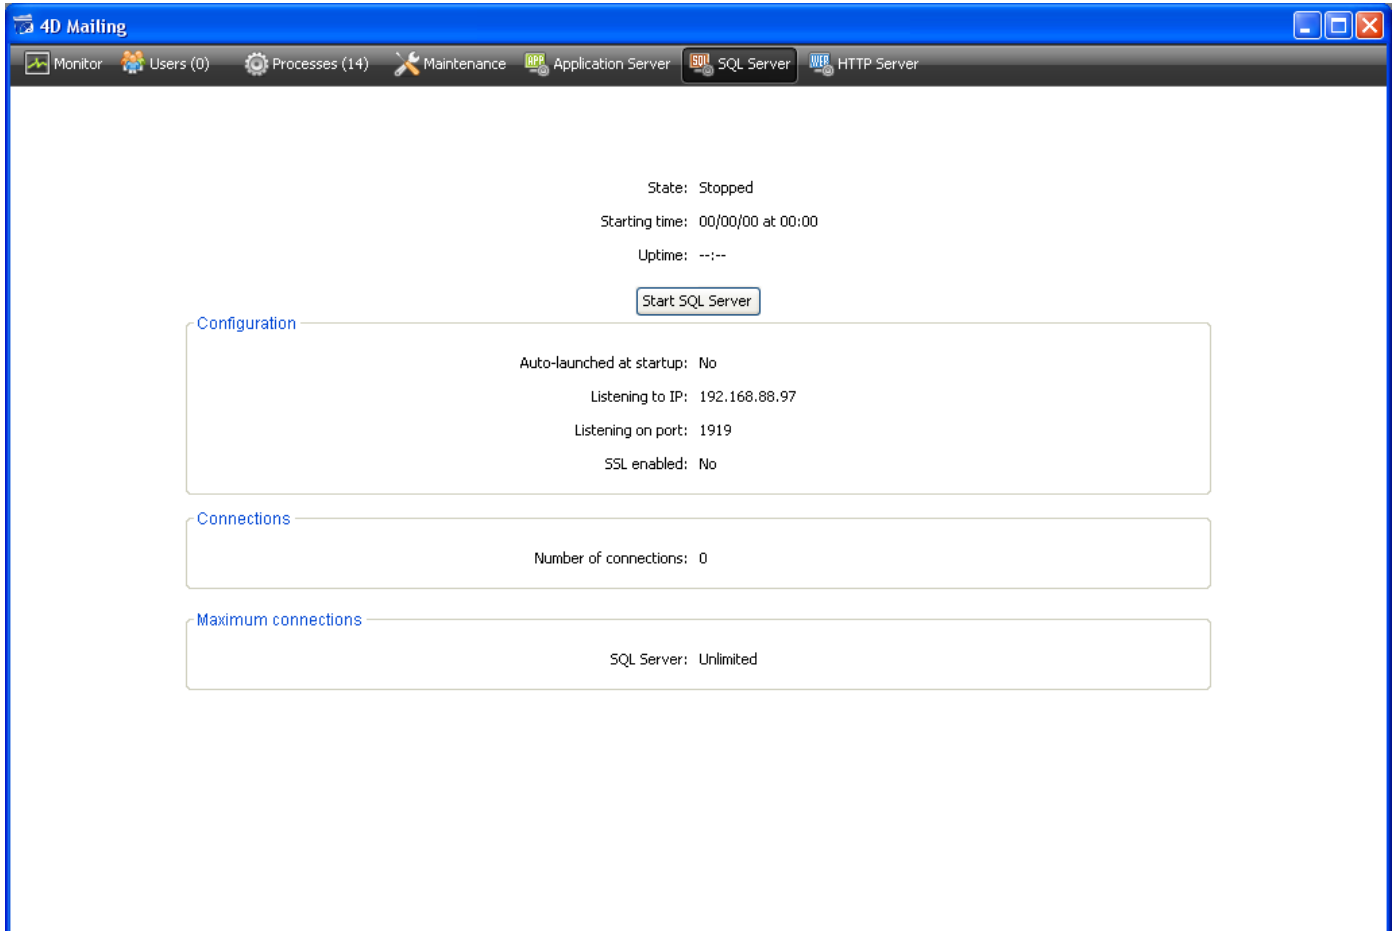 4D Mailing
Monitor Users (0) Processes (14) Maintenance APP Application Server SQL SQL Server WEB HTTP Server
State: Stopped
Starting time: 00/00/00 at 00:00
Uptime: --:--
Start SQL Server
Configuration
Auto-launched at startup: No
Listening to IP: 192.168.88.97
Listening on port: 1919
SSL enabled: No
Connections
Number of connections: 0
Maximum connections
SQL Server: Unlimited